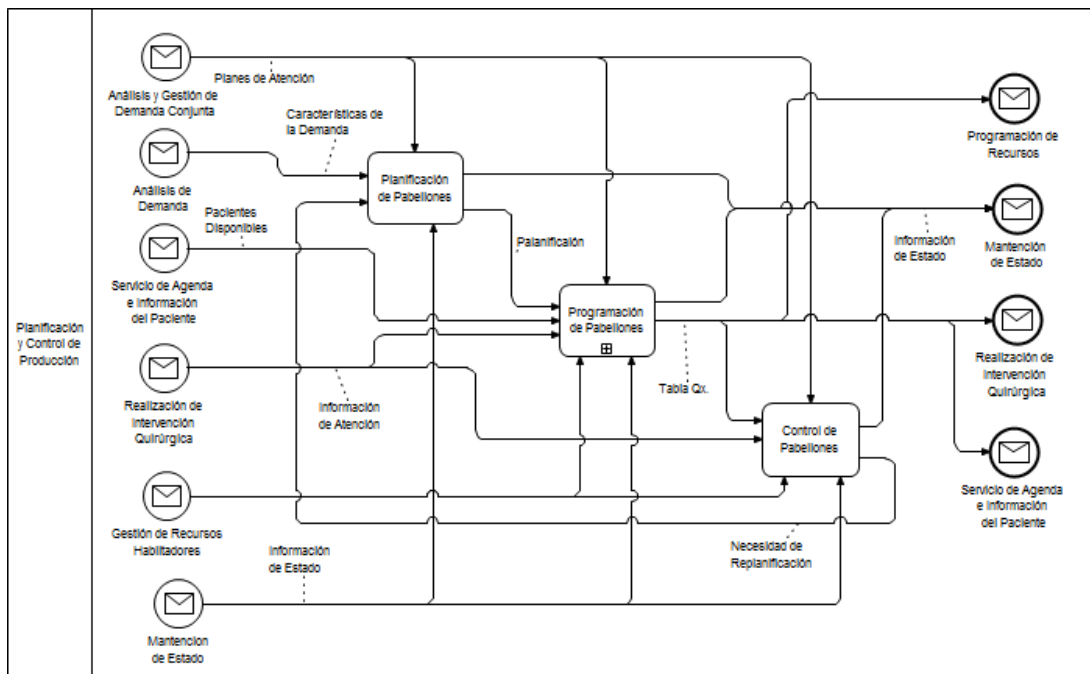 Planificación
y Control de
Producción
Análisis y Gestión de
Demanda Conjunta
Planes de Atención
Características de
la Demanda
Análisis de
Demanda
Pacientes
Disponibles
Servicio de Agenda
e Información
del Paciente
Realización de
Intervención
Quirúrgica
Información
de Atención
Gestión de Recursos
Habilitadores
Información
de Estado
Mantencion
de Estado
Planificación
de Pabellones
Palanificaión
Programación
de Pabellones
Tabla Qx.
Control de
Pabellones
Necesidad de
Replanificación
Programación de
Recursos
Información
de Estado
Mantención
de Estado
Realización de
Intervención
Quirúrgica
Servicio de Agenda
e Información
del Paciente